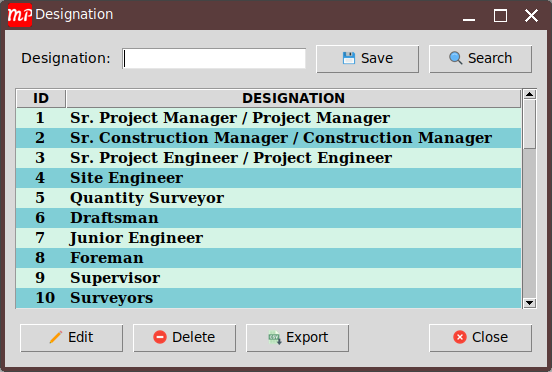 MP Designation
Designation: Save Search
ID DESIGNATION
1 Sr. Project Manager / Project Manager
2 Sr. Construction Manager / Construction Manager
3 Sr. Project Engineer / Project Engineer
4 Site Engineer
5 Quantity Surveyor
6 Draftsman
7 Junior Engineer
8 Foreman
9 Supervisor
10 Surveyors
Edit Delete Export Close